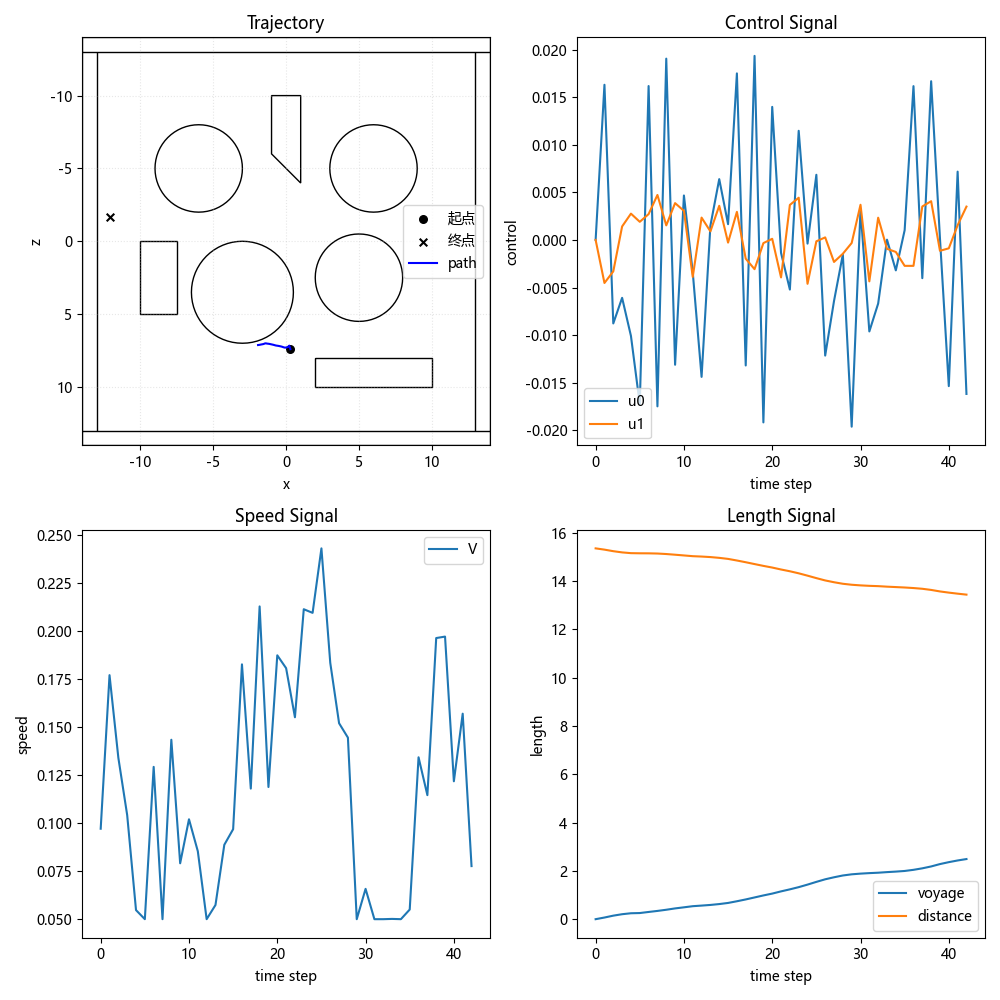 Trajectory
-10
-5
0
5
10
z
-10
-5
0
5
10
x
起点
终点
path
Control Signal
0.020
0.015
0.010
0.005
0.000
-0.005
-0.010
-0.015
-0.020
control
u0
u1
0
10
20
30
40
time step
Speed Signal
0.250
0.225
0.200
0.175
0.150
0.125
0.100
0.075
0.050
speed
V
0
10
20
30
40
time step
Length Signal
16
14
12
10
8
6
4
2
0
length
voyage
distance
0
10
20
30
40
time step